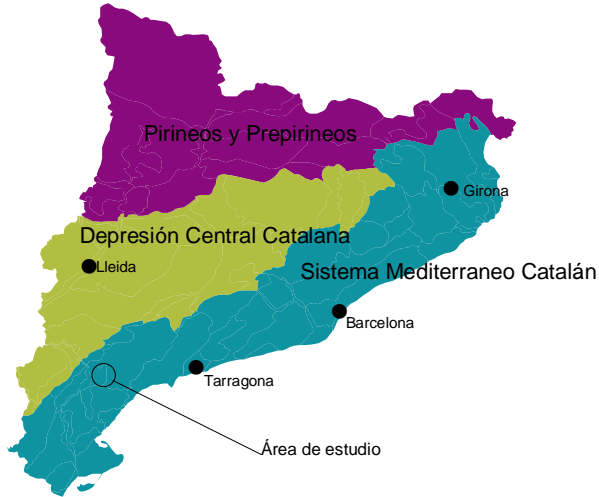 Pirineos y Prepirineos
Girona
Depresión Central Catalana
Lleida
Sistema Mediterraneo Catalán
Barcelona
Tarragona
Área de estudio